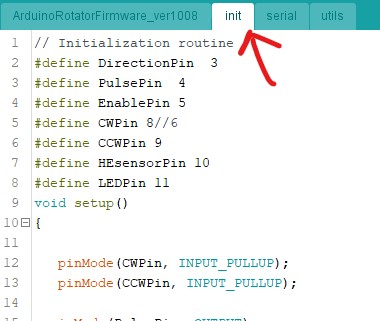 ArduinoRotatorFirmware_ver1008 init serial utils
1 // Initialization routine
2 #define DirectionPin 3
3 #define PulsePin 4
4 #define EnablePin 5
5 #define CWPin 8//6
6 #define CCWPin 9
7 #define HEsensorPin 10
8 #define LEDPin 11
9 void setup()
10 {
11
12 pinMode(CWPin, INPUT_PULLUP);
13 pinMode(CCWPin, INPUT_PULLUP);
14